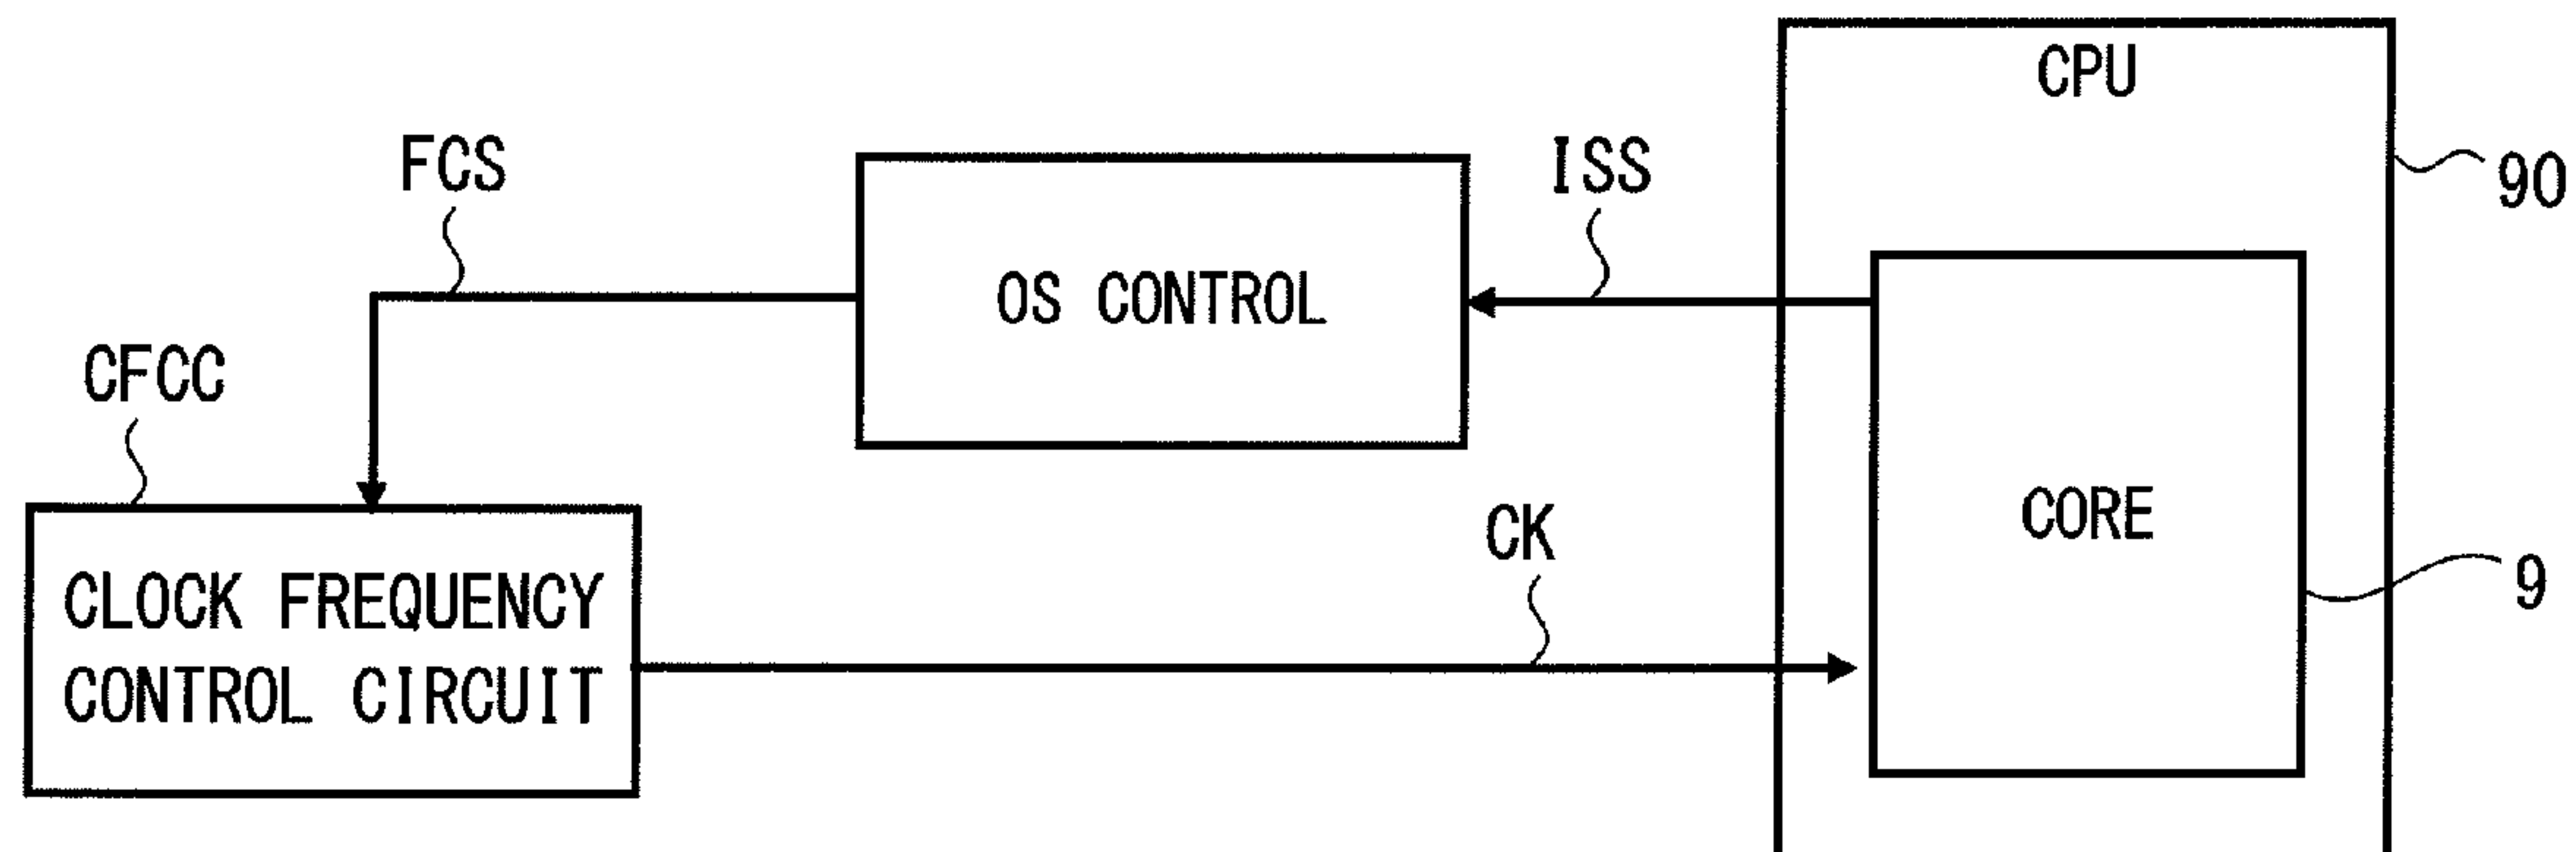 CPU
FCS
ISS
90
OS CONTROL
CFCC
CORE
CK
9
CLOCK FREQUENCY
CONTROL CIRCUIT